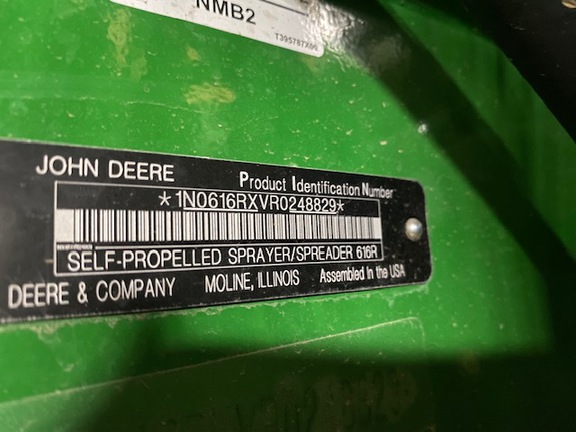 NMB2
JOHN DEERE
Product Identification Number
*1N0616RXVR0248829*
SELF-PROPELLED SPRAYER/SPREADER 616R
DEERE & COMPANY MOLINE, ILLINOIS Assembled in the USA